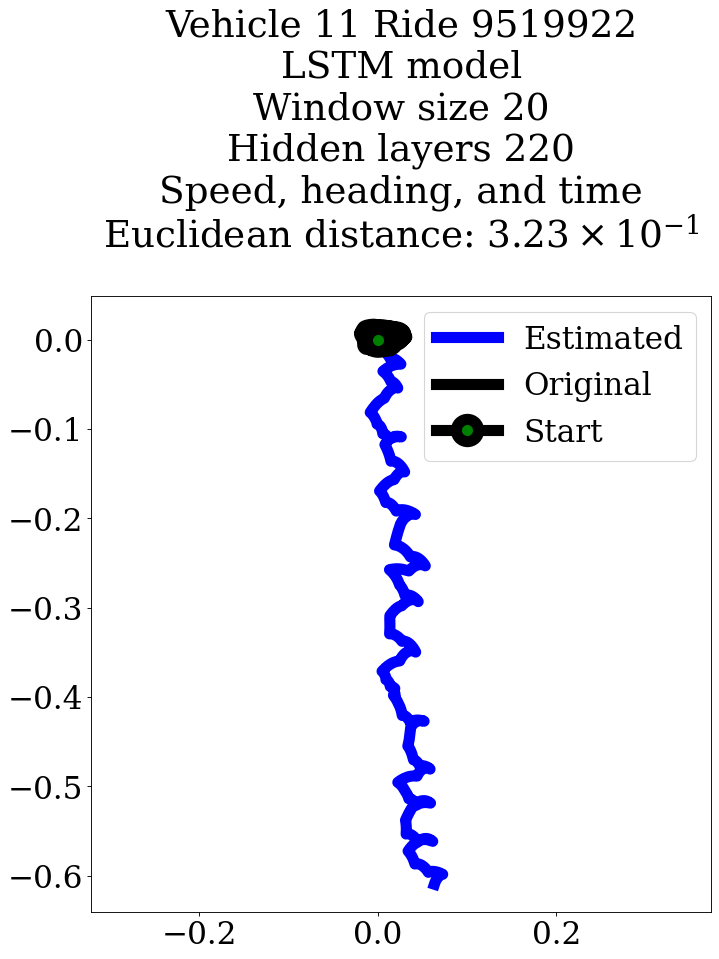 Vehicle 11 Ride 9519922
LSTM model
Window size 20
Hidden layers 220
Speed, heading, and time
Euclidean distance: 3.23 × 10⁻¹
Estimated
Original
Start
0.0
−0.1
−0.2
−0.3
−0.4
−0.5
−0.6
−0.2 0.0 0.2